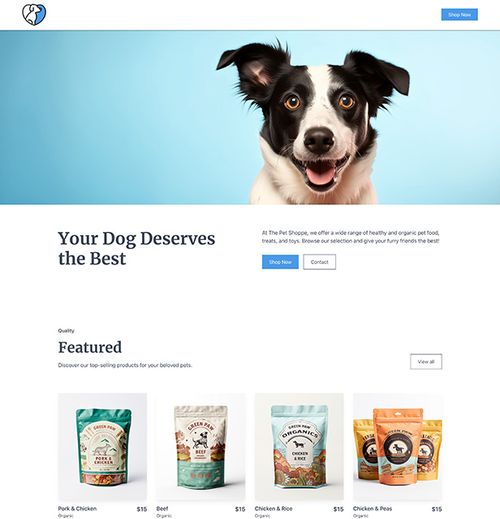 Shop Now
Your Dog Deserves
the Best
At The Pet Shoppe, we offer a wide range of healthy and organic pet food,
treats, and toys. Browse our selection and give your furry friends the best!
Shop Now
Contact
Quality
Featured
Discover our top-selling products for your beloved pets.
View all
GREEN PAW
PORK &
CHICKEN
GREEN PAW
BEEF
GREEN PAW
ORGANICS
CHICKEN
& RICE
GREEN PAW
Pork & Chicken
$15
Organic
Beef
$15
Organic
Chicken & Rice
$15
Organic
Chicken & Peas
$15
Organic